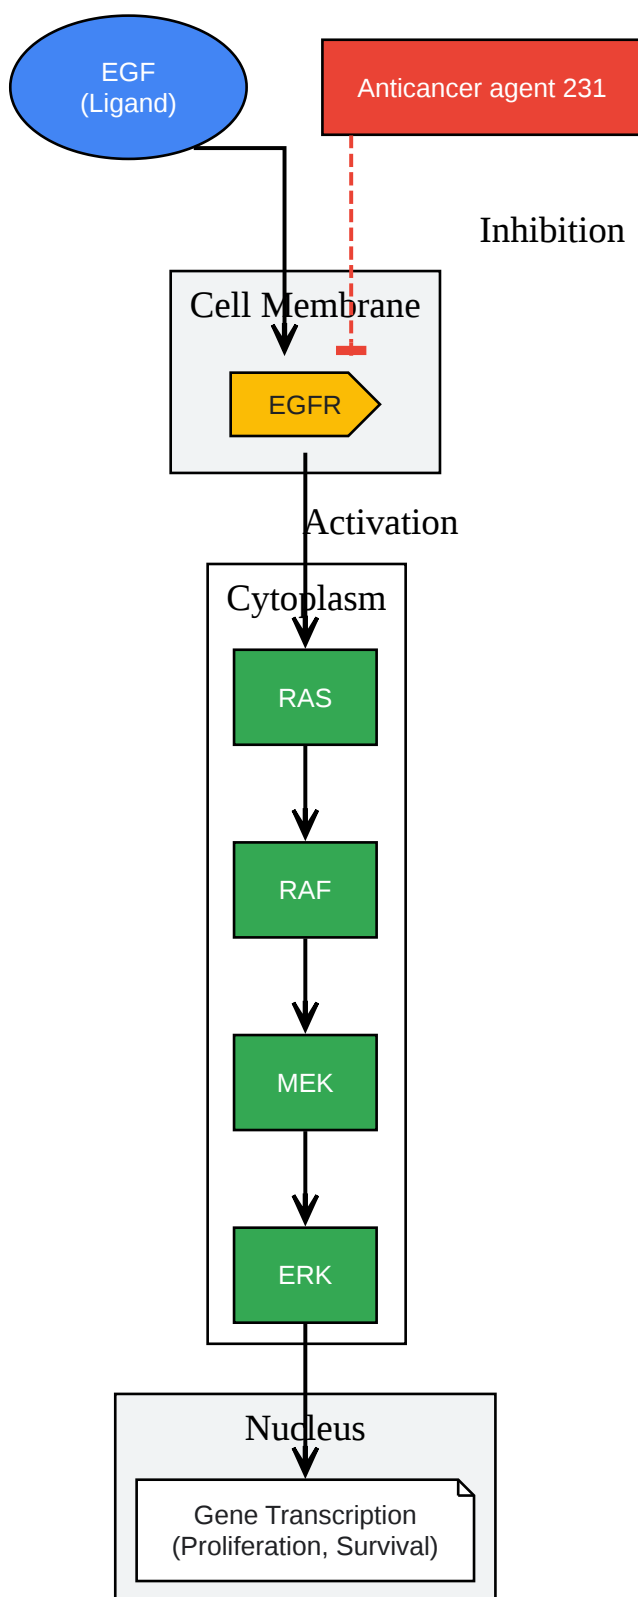 EGF
(Ligand)
Anticancer agent 231
Inhibition
Cell Membrane
EGFR
Activation
Cytoplasm
RAS
RAF
MEK
ERK
Nucleus
Gene Transcription
(Proliferation, Survival)